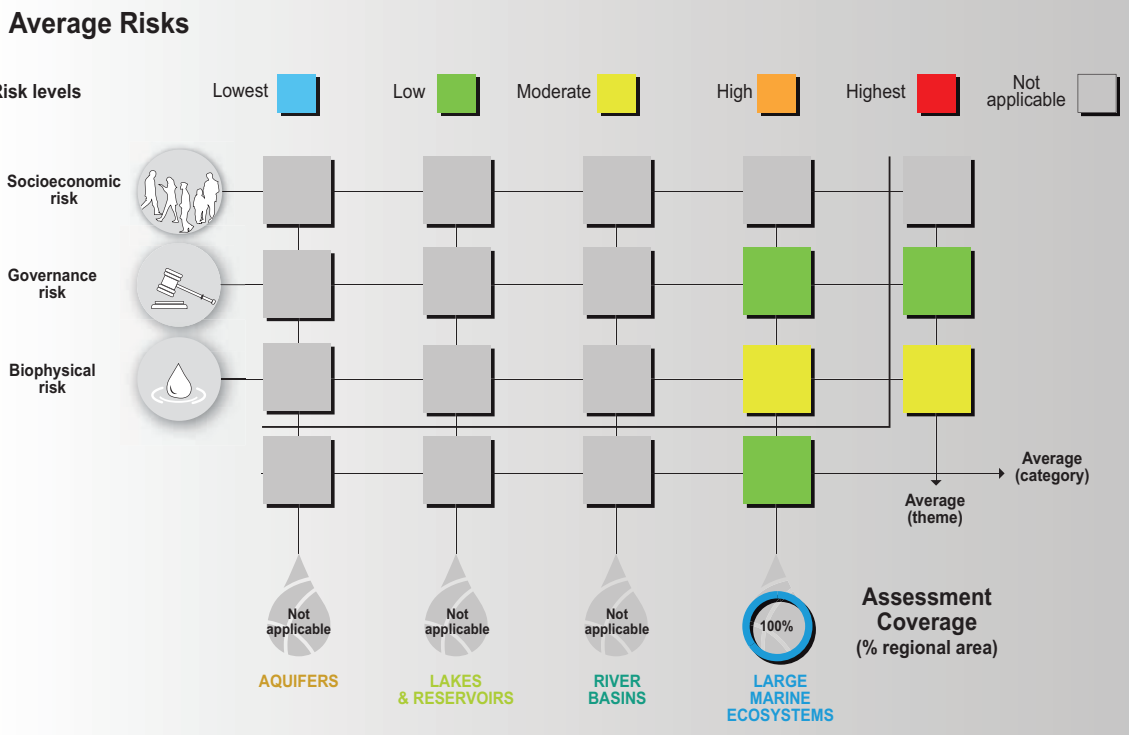 Average Risks
Risk levels
Lowest
Low
Moderate
High
Highest
Not
applicable
Socioeconomic
risk
Governance
risk
Biophysical
risk
Average
(category)
Average
(theme)
Not
applicable
Not
applicable
Not
applicable
100%
Assessment
Coverage
(% regional area)
AQUIFERS
LAKES
& RESERVOIRS
RIVER
BASINS
LARGE
MARINE
ECOSYSTEMS